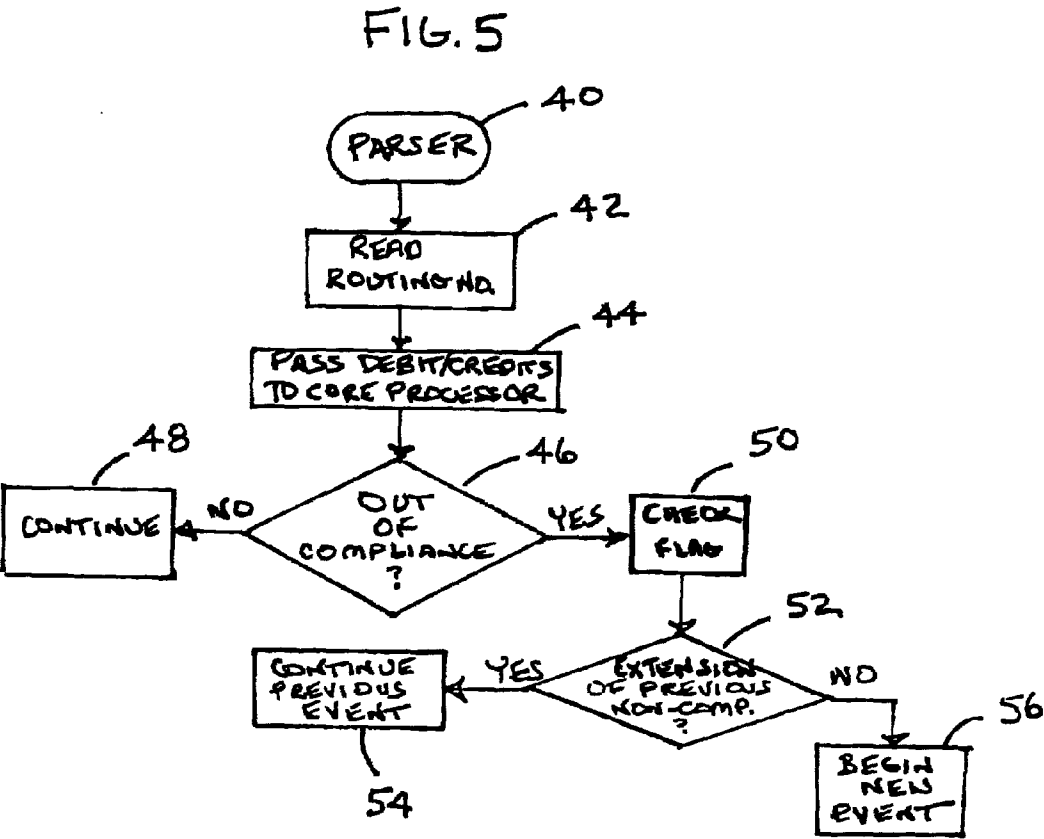 FIG. 5
40
PARSER
42
READ
ROUTING NO.
44
PASS DEBIT/CREDITS
TO CORE PROCESSOR
48
46
50
CONTINUE
NO
OUT
OF
COMPLIANCE
?
YES
CHECK
FLAG
52
CONTINUE
PREVIOUS
EVENT
YES
EXTENSION
OF PREVIOUS
NON-COMP.
?
NO
56
54
BEGIN
NEW
EVENT